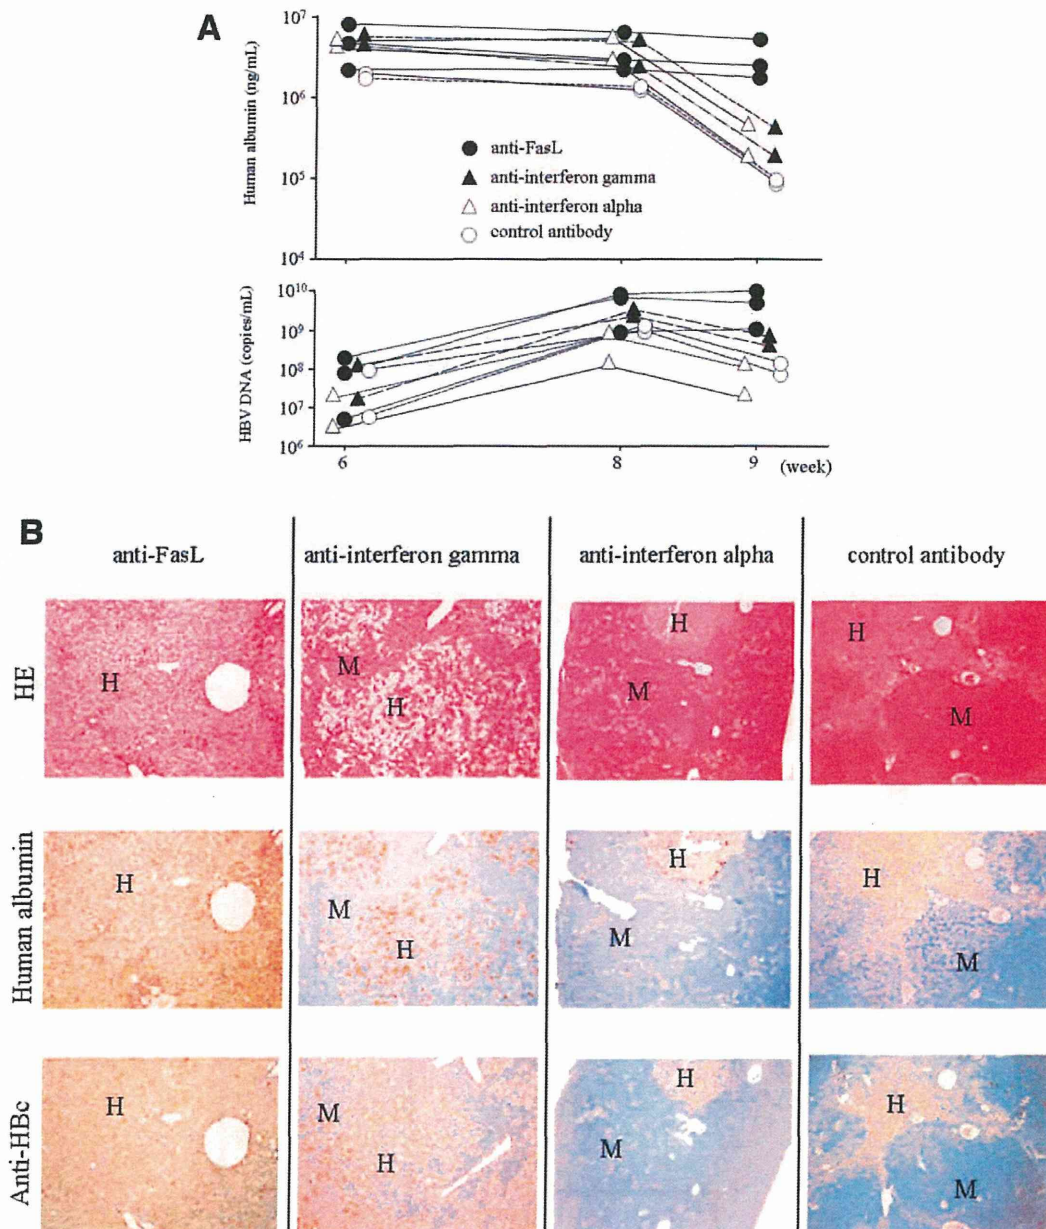 A
Human albumin (ng/mL)
10⁷
10⁶
10⁵
10⁴
anti-FasL
anti-interferon gamma
anti-interferon alpha
control antibody
HBV DNA (copies/mL)
10¹⁰
10⁹
10⁸
10⁷
10⁶
6 8 9 (week)
B
anti-FasL anti-interferon gamma anti-interferon alpha control antibody
HE
H
M
H
H
M
H
M
Human albumin
H
M
H
H
M
H
M
Anti-HBc
H
M
H
H
M
H
M